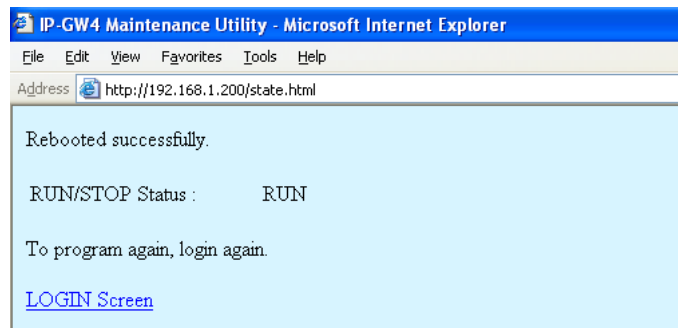 IP-GW4 Maintenance Utility - Microsoft Internet Explorer
File Edit View Favorites Tools Help
Address http://192.168.1.200/state.html
Rebooted successfully.
RUN/STOP Status : RUN
To program again, login again.
LOGIN Screen